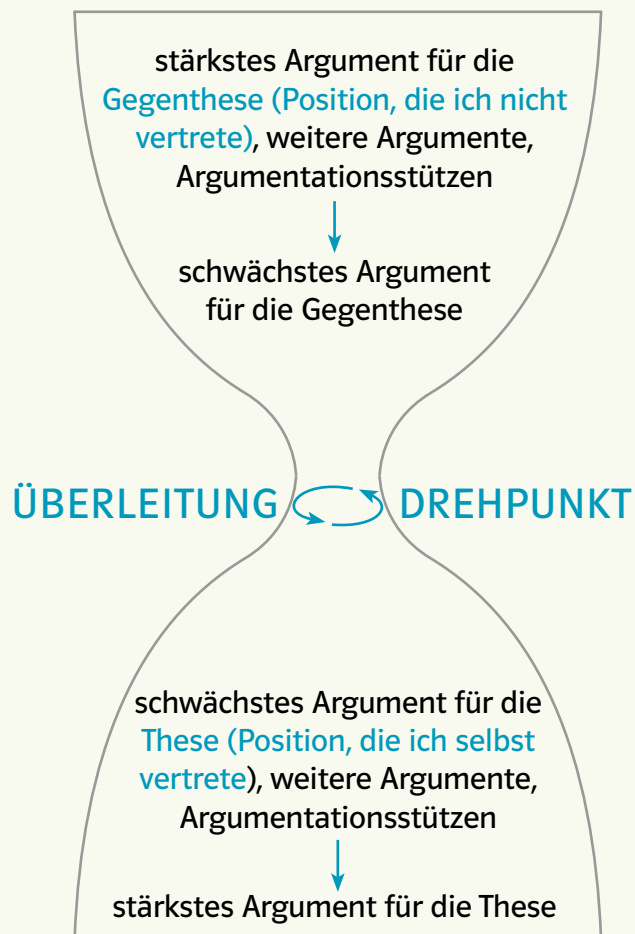 stärkstes Argument für die
Gegenthese (Position, die ich nicht
vertrete), weitere Argumente,
Argumentationsstützen
schwächstes Argument
für die Gegenthese
ÜBERLEITUNG DREHPUNKT
schwächstes Argument für die
These (Position, die ich selbst
vertrete), weitere Argumente,
Argumentationsstützen
stärkstes Argument für die These